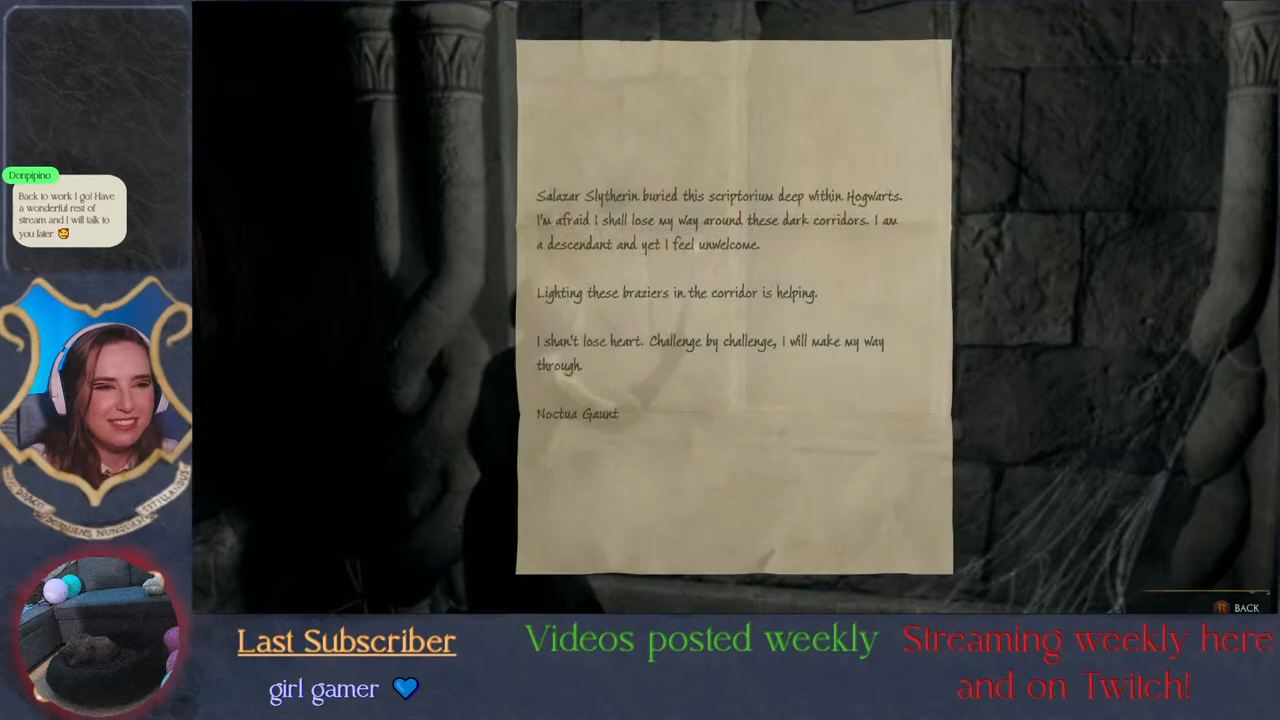 Donpipino
Back to work I go! Have
a wonderful rest of
stream and I will talk to
you later 🥰
Salazar Slytherin buried this scriptorium deep within Hogwarts.
I'm afraid I shall lose my way around these dark corridors. I am
a descendant and yet I feel unwelcome.
Lighting these braziers in the corridor is helping.
I shan't lose heart. Challenge by challenge, I will make my way
through.
Noctua Gaunt
DORMIENS NUNQUAM TITILLANDUS
B BACK
Last Subscriber
girl gamer 💙
Videos posted weekly
Streaming weekly here
and on Twitch!